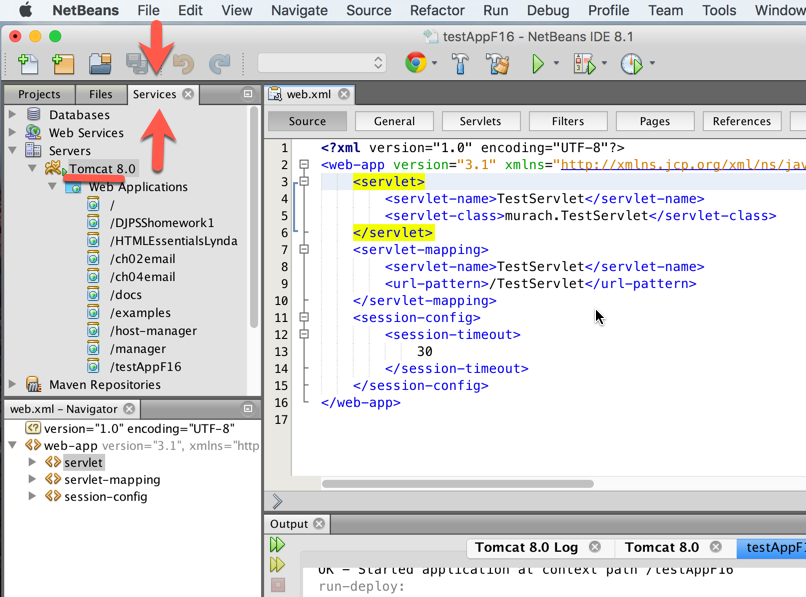 NetBeans File Edit View Navigate Source Refactor Run Debug Profile Team Tools Window
testAppF16 - NetBeans IDE 8.1
Projects Files Services
Databases
Web Services
Servers
Tomcat 8.0
Web Applications
/
/DJPSShomework1
/HTMLEssentialsLynda
/ch02email
/ch04email
/docs
/examples
/host-manager
/manager
/testAppF16
Maven Repositories
web.xml - Navigator
version="1.0" encoding="UTF-8"
web-app version="3.1", xmlns="http
servlet
servlet-mapping
session-config
web.xml
Source General Servlets Filters Pages References
1 <?xml version="1.0" encoding="UTF-8"?>
2 <web-app version="3.1" xmlns="http://xmlns.jcp.org/xml/ns/jav
3 <servlet>
4 <servlet-name>TestServlet</servlet-name>
5 <servlet-class>murach.TestServlet</servlet-class>
6 </servlet>
7 <servlet-mapping>
8 <servlet-name>TestServlet</servlet-name>
9 <url-pattern>/TestServlet</url-pattern>
10 </servlet-mapping>
11 <session-config>
12 <session-timeout>
13 30
14 </session-timeout>
15 </session-config>
16 </web-app>
17
Output
Tomcat 8.0 Log Tomcat 8.0 testAppF1
OK - Started application at context path /testAppF16
run-deploy: